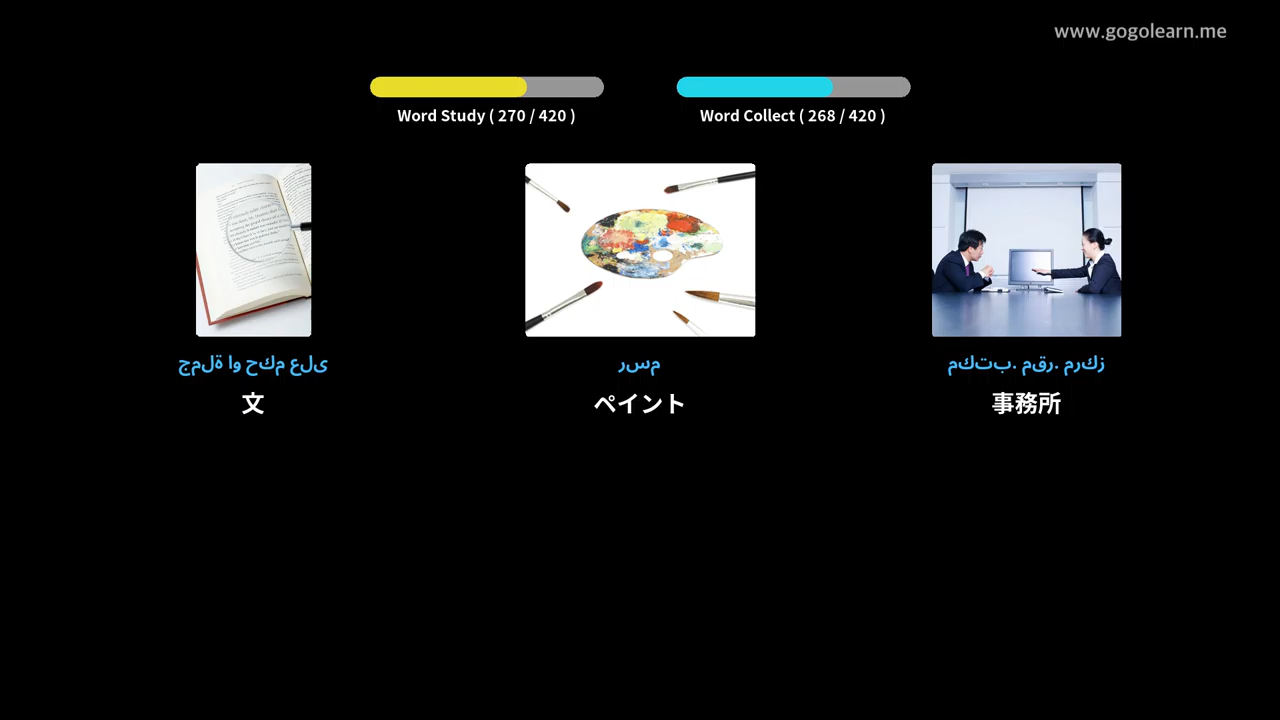 www.gogolearn.me
Word Study ( 270 / 420 )
Word Collect ( 268 / 420 )
جملة او حكم على
文
رسم
ペイント
مكتب. مقر. مركز
事務所